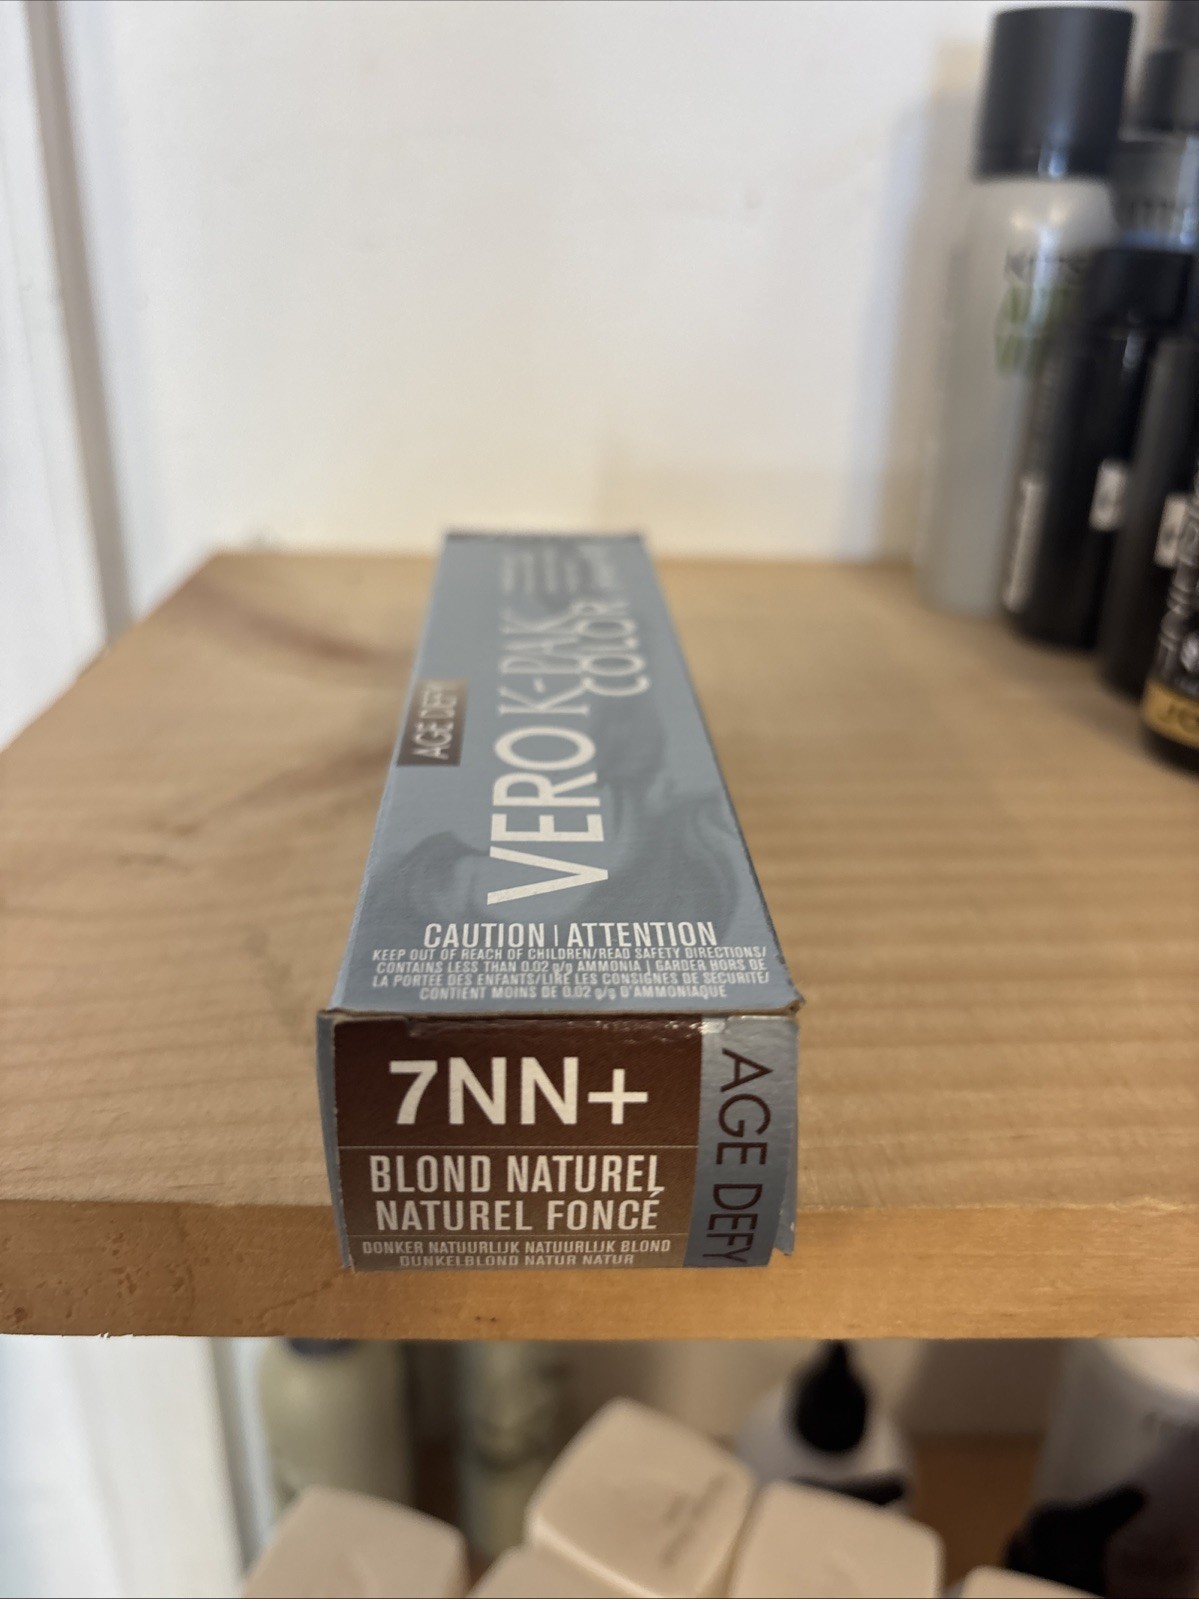 AGE DEFY
VERO K-PAK
COLOR
CAUTION | ATTENTION
KEEP OUT OF REACH OF CHILDREN/READ SAFETY DIRECTIONS/
CONTAINS LESS THAN 0.02 g/g AMMONIA | GARDER HORS DE
LA PORTÉE DES ENFANTS/LIRE LES CONSIGNES DE SÉCURITÉ/
CONTIENT MOINS DE 0,02 g/g D'AMMONIAQUE
7NN+
BLOND NATUREL
NATUREL FONCÉ
DONKER NATUURLIJK NATUURLIJK BLOND
DUNKELBLOND NATUR NATUR
AGE DEFY